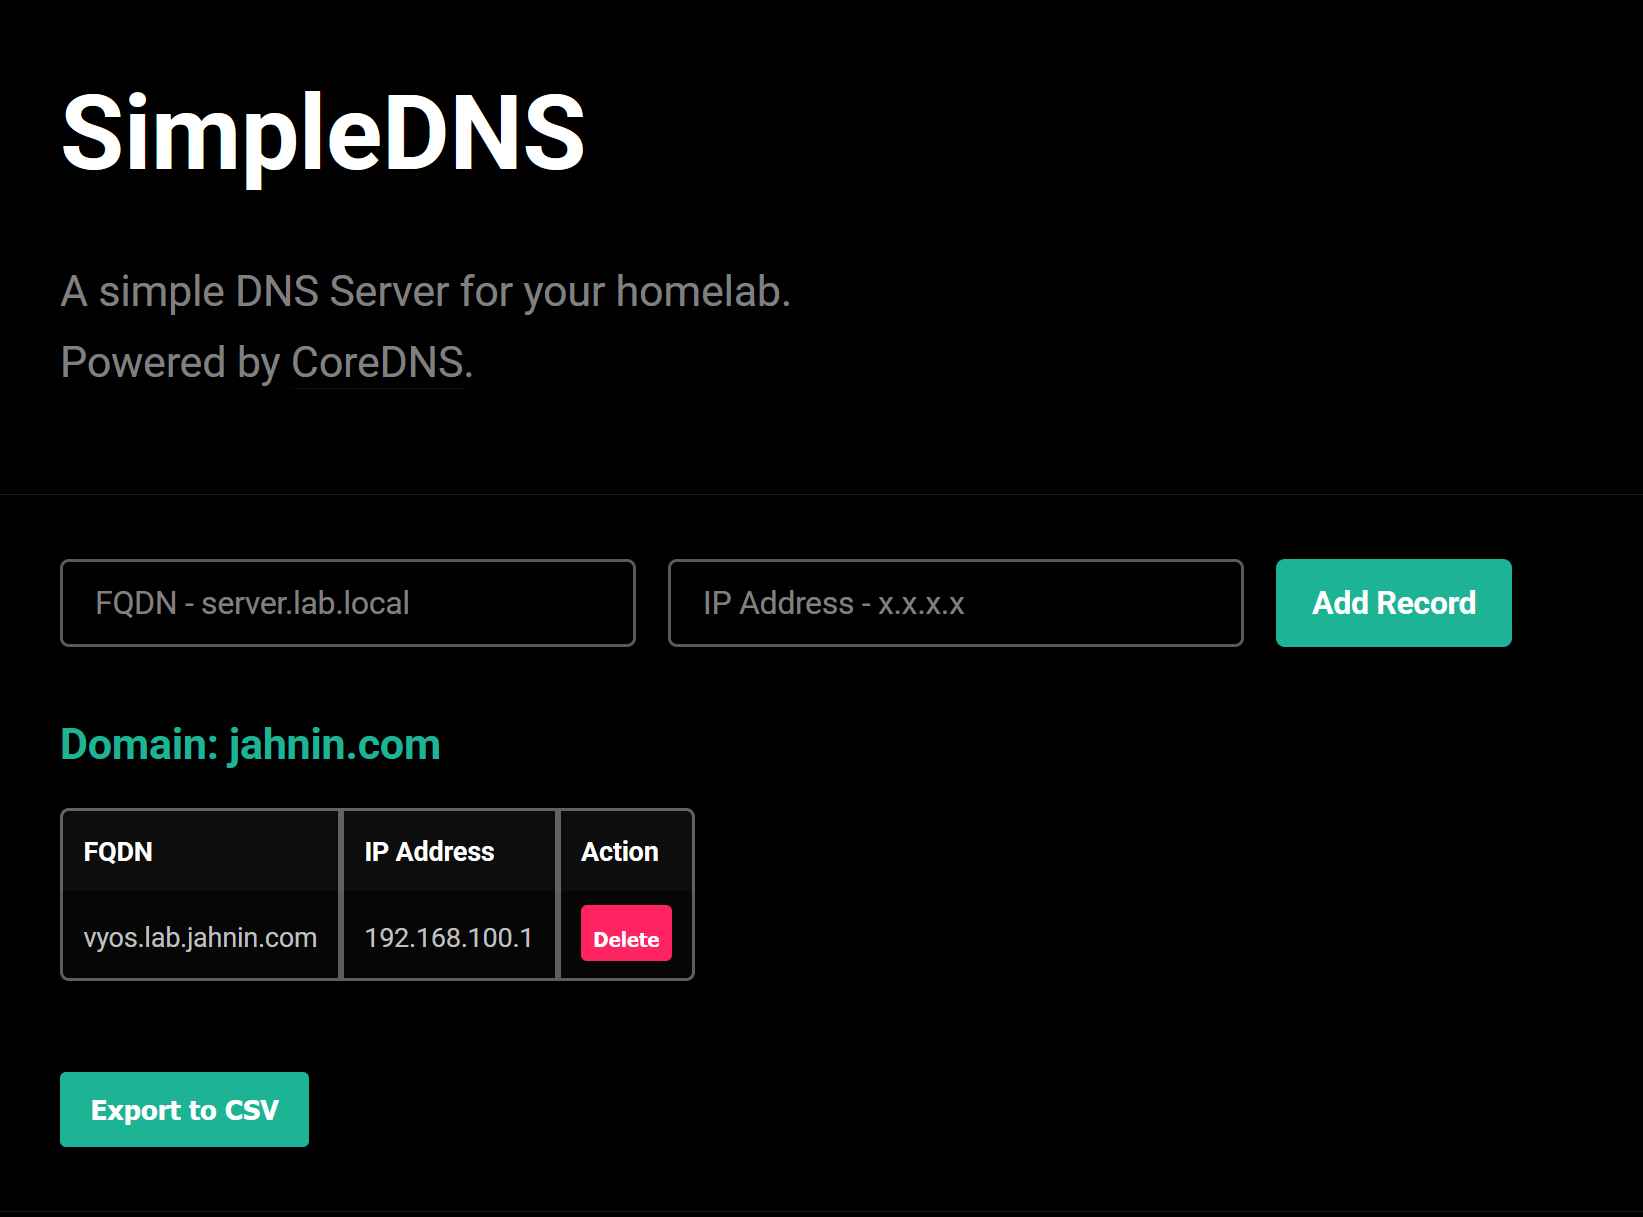 SimpleDNS
A simple DNS Server for your homelab.
Powered by CoreDNS.
FQDN - server.lab.local
IP Address - x.x.x.x
Add Record
Domain: jahnin.com
FQDN IP Address Action
vyos.lab.jahnin.com 192.168.100.1 Delete
Export to CSV